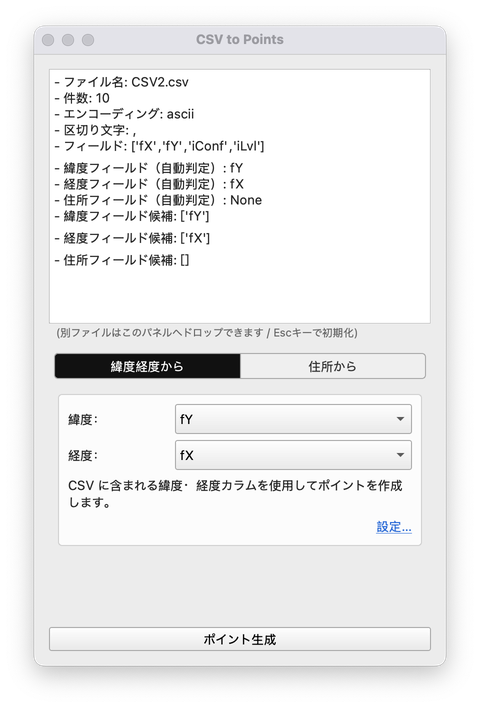 CSV to Points
- ファイル名: CSV2.csv
- 件数: 10
- エンコーディング: ascii
- 区切り文字: ,
- フィールド: ['fX','fY','iConf','iLvl']
- 緯度フィールド（自動判定）: fY
- 経度フィールド（自動判定）: fX
- 住所フィールド（自動判定）: None
- 緯度フィールド候補: ['fY']
- 経度フィールド候補: ['fX']
- 住所フィールド候補: []
(別ファイルはこのパネルへドロップできます / Escキーで初期化)
緯度経度から
住所から
緯度:
fY
経度:
fX
CSV に含まれる緯度・経度カラムを使用してポイントを作成
します。
設定...
ポイント生成